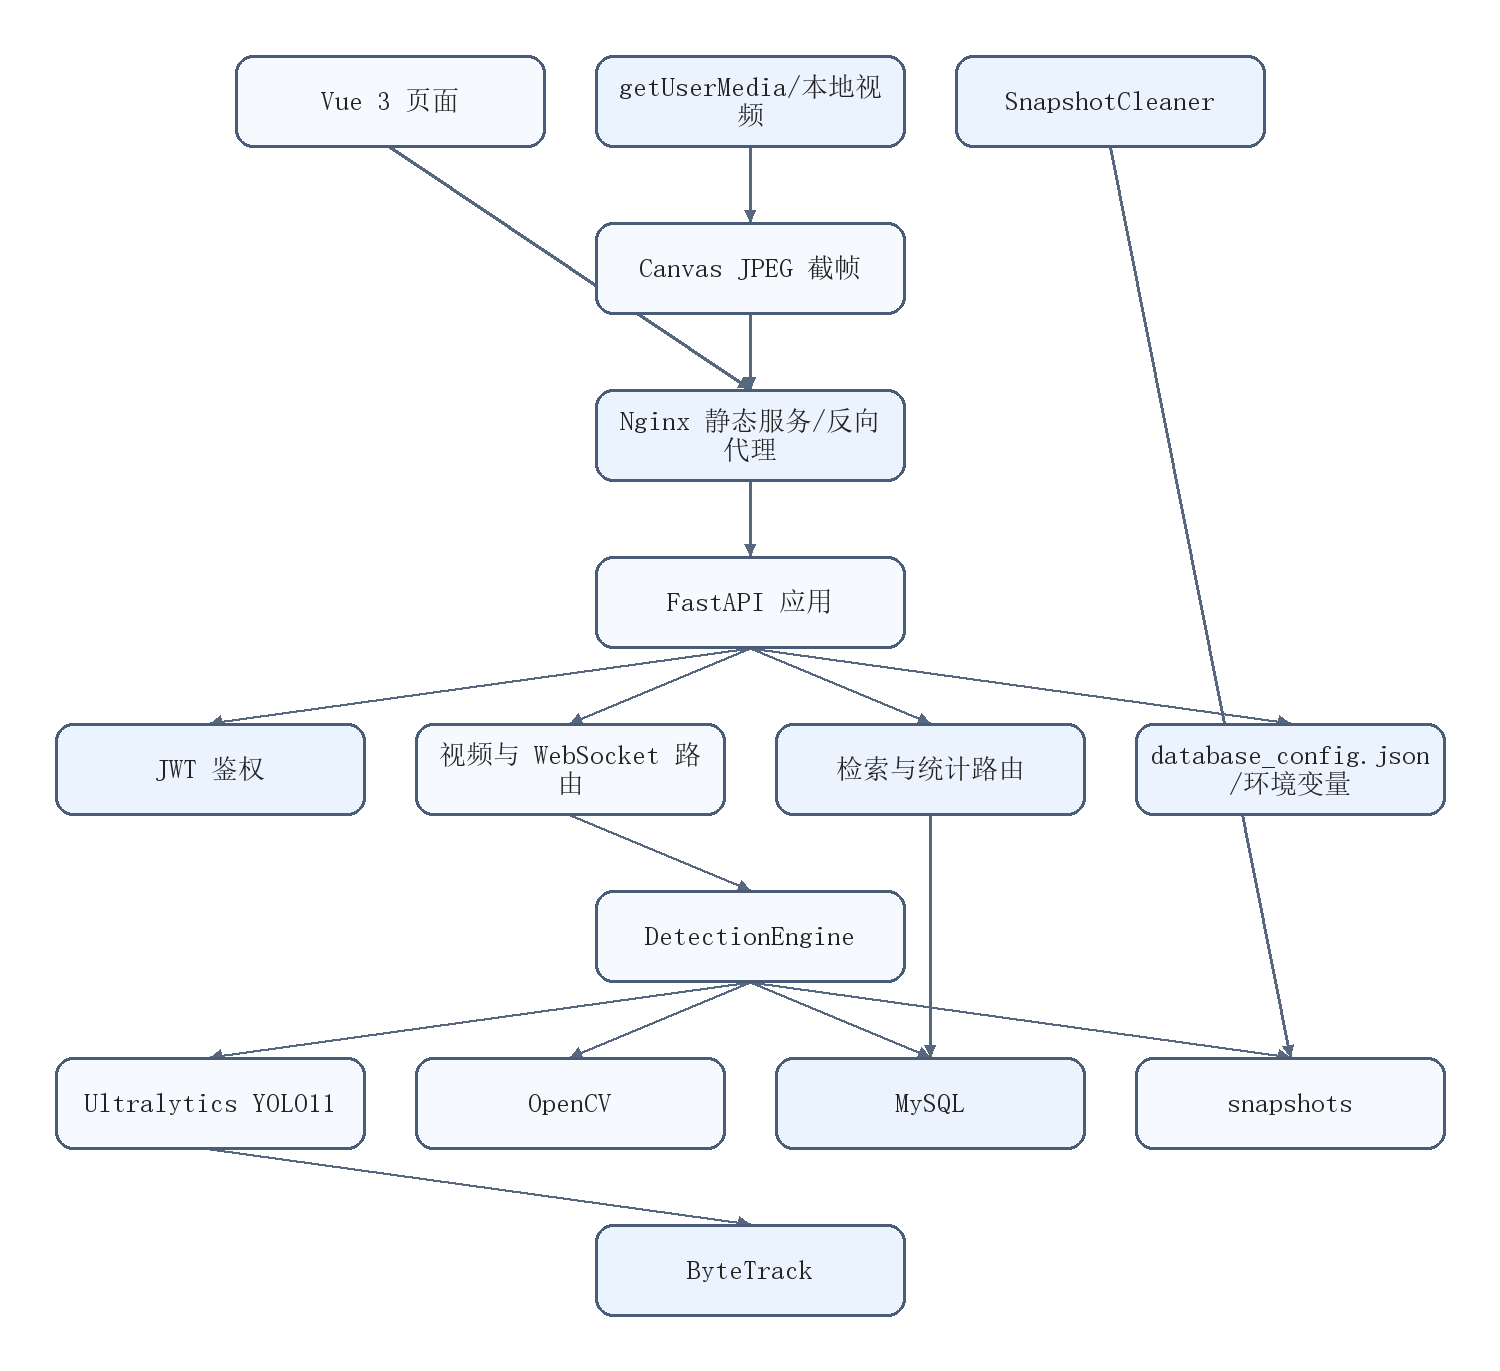 Vue 3 页面
getUserMedia/本地视
频
SnapshotCleaner
Canvas JPEG 截帧
Nginx 静态服务/反向
代理
FastAPI 应用
JWT 鉴权
视频与 WebSocket 路
由
检索与统计路由
database_config.json
/环境变量
DetectionEngine
Ultralytics YOLO11
OpenCV
MySQL
snapshots
ByteTrack